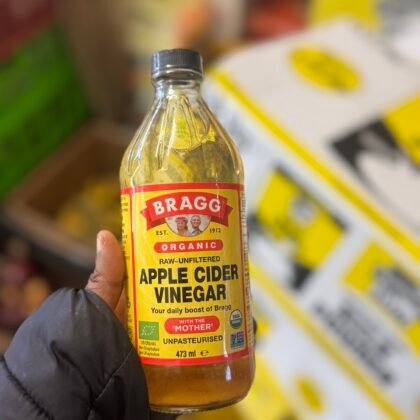 BRAGG
EST. 1912
ORGANIC
RAW-UNFILTERED
APPLE CIDER
VINEGAR
Your daily boost of Bragg
WITH THE
'MOTHER'
UNPASTEURISED
473 ml e